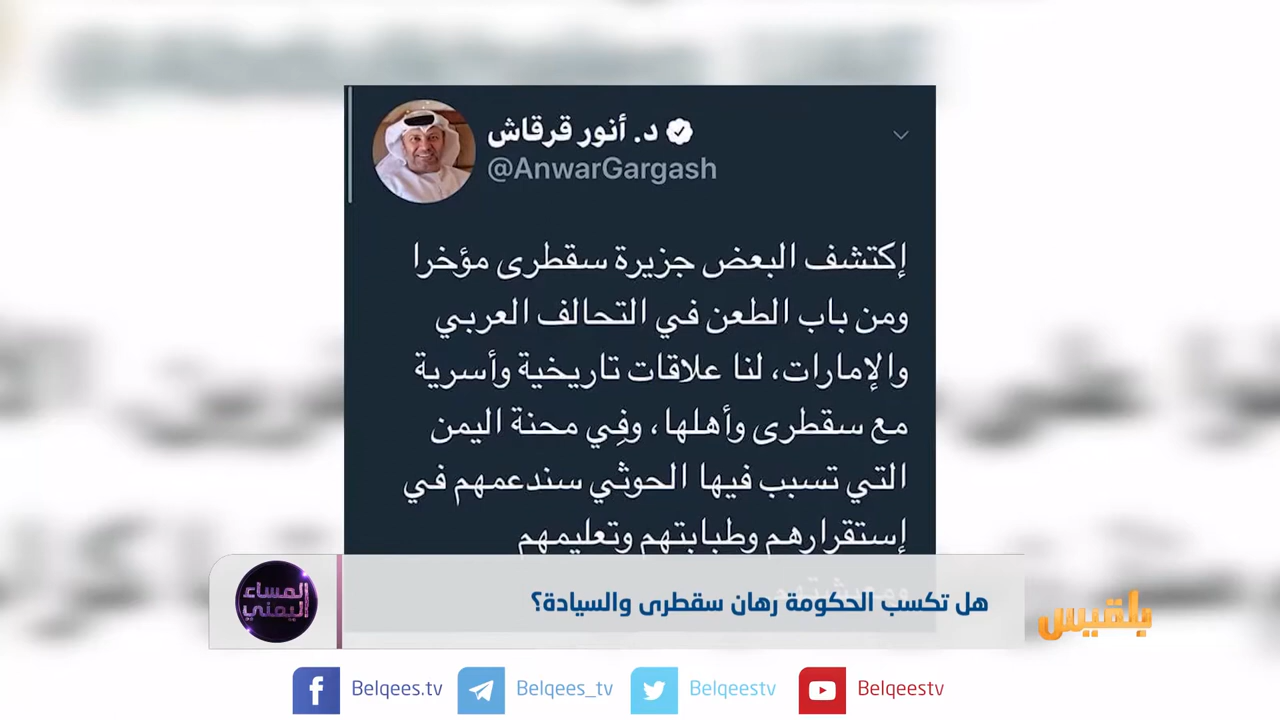 د. أنور قرقاش
@AnwarGargash
إكتشف البعض جزيرة سقطرى مؤخرا
ومن باب الطعن في التحالف العربي
والإمارات، لنا علاقات تاريخية وأسرية
مع سقطرى وأهلها، وفِي محنة اليمن
التي تسبب فيها الحوثي سندعمهم في
إستقرارهم وطبابتهم وتعليمهم
ومعيشتهم
المساء
اليمني
هل تكسب الحكومة رهان سقطرى والسيادة؟
بلقيس
Belqees.tv
Belqees_tv
Belqeestv
Belqeestv